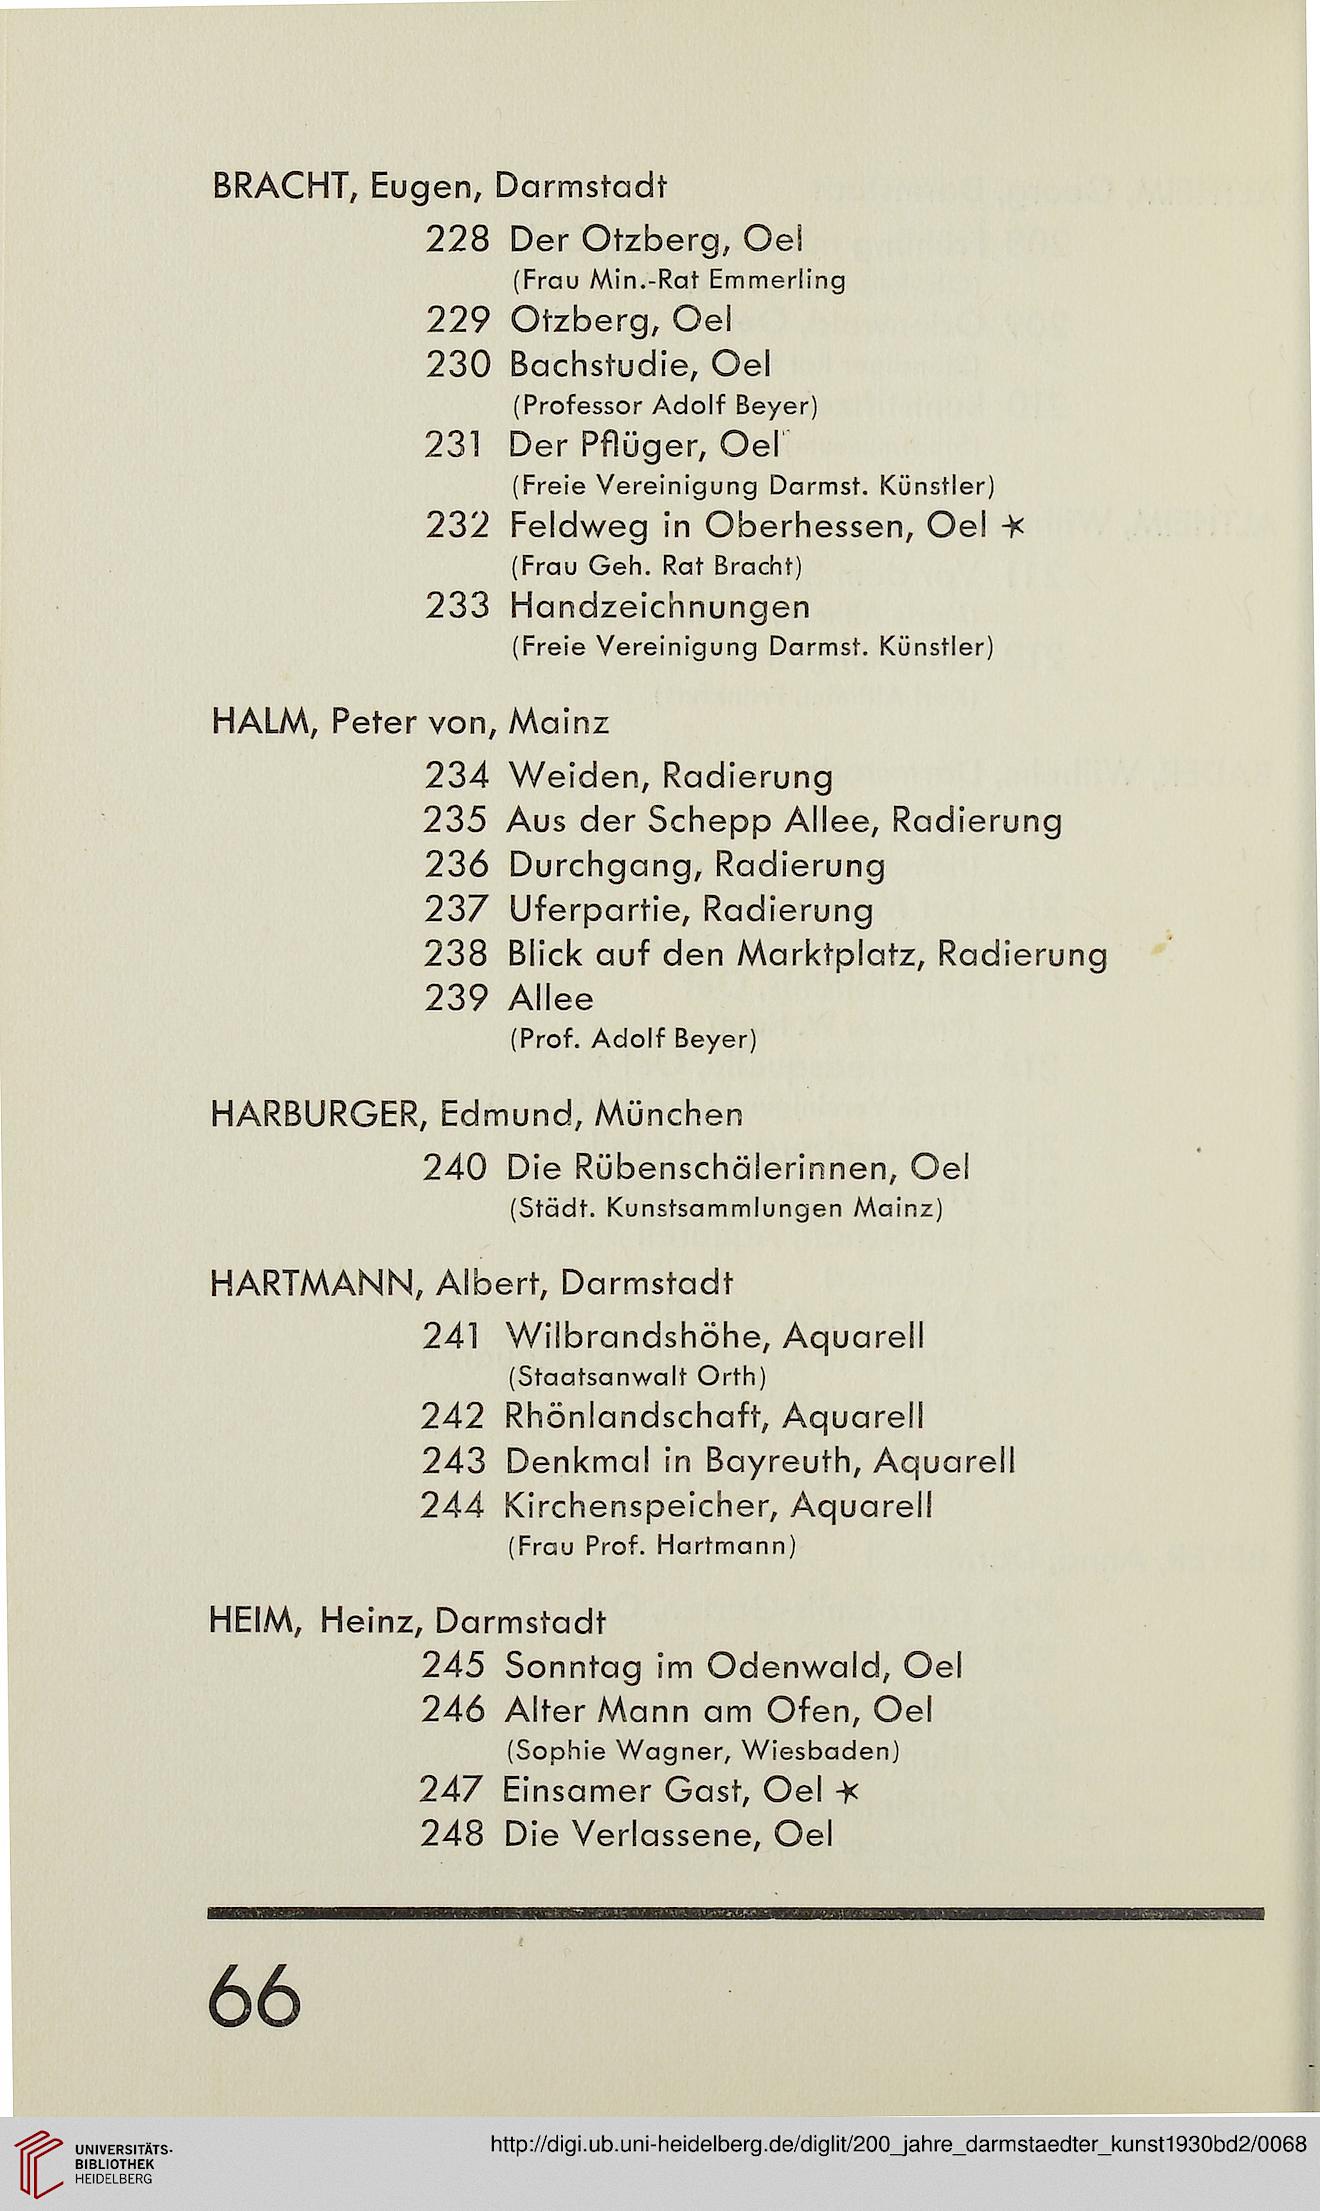 BRACHT, Eugen, Darmstadt
228 Der Otzberg, Oel
(Frau Min.-Rat Emmerling
229 Otzberg, Oel
230 Bachstudie, Oel
(Professor Adolf Beyer)
231 Der Pflüger, Oel
(Freie Vereinigung Darmst. Künstler)
232 Feldweg in Oberhessen, Oel *
(Frau Geh. Rat Bracht)
233 Handzeichnungen
(Freie Vereinigung Darmst. Künstler)
HALM, Peter von, Mainz
234 Weiden, Radierung
235 Aus der Schepp Allee, Radierung
236 Durchgang, Radierung
237 Uferpartie, Radierung
238 Blick auf den Marktplatz, Radierung
239 Allee
(Prof. Adolf Beyer)
HARBURGER, Edmund, München
240 Die Rübenschälerinnen, Oel
(Städt. Kunstsammlungen Mainz)
HARTMANN, Albert, Darmstadt
241 Wilbrandshöhe, Aquarell
(Staatsanwalt Orth)
242 Rhönlandschaft, Aquarell
243 Denkmal in Bayreuth, Aquarell
244 Kirchenspeicher, Aquarell
(Frau Prof. Hartmann)
HEIM, Heinz, Darmstadt
245 Sonntag im Odenwald, Oel
246 Alter Mann am Ofen, Oel
(Sophie Wagner, Wiesbaden)
247 Einsamer Gast, Oel *
248 Die Verlassene, Oel
66
UNIVERSITÄTS-
BIBLIOTHEK
HEIDELBERG
http://digi.ub.uni-heidelberg.de/diglit/200_jahre_darmstaedter_kunst1930bd2/0068